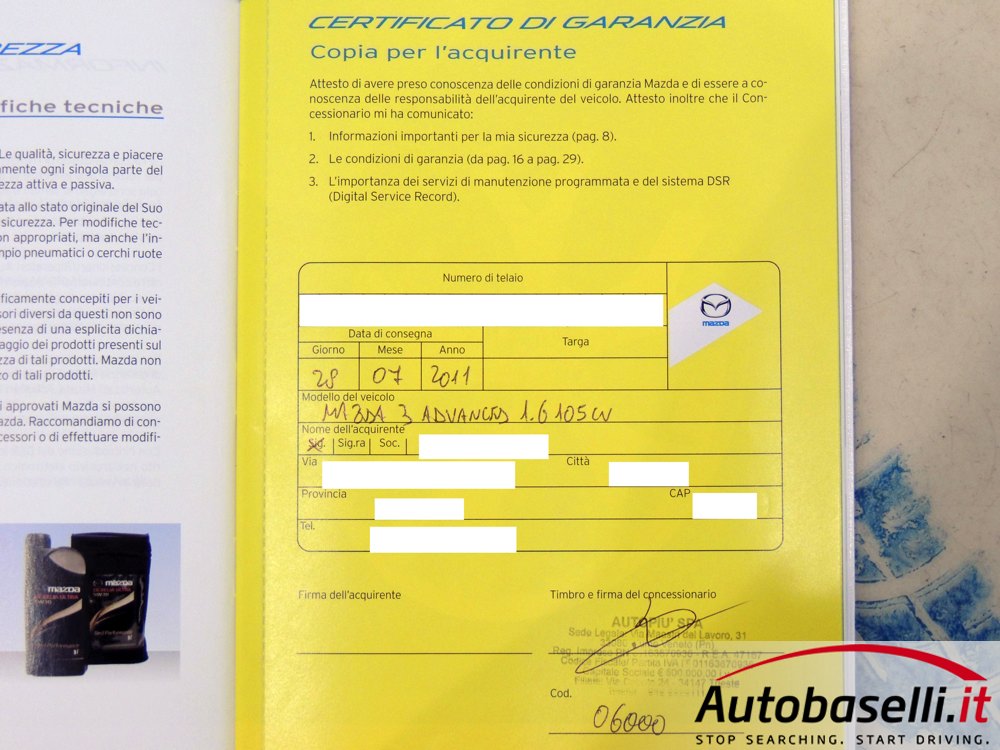 EZZA
fiche tecniche
Le qualità, sicurezza e piacere
mente ogni singola parte del
ezza attiva e passiva.
ata allo stato originale del Suo
sicurezza. Per modifiche tec-
on appropriati, ma anche l'in-
mpio pneumatici o cerchi ruote
ficamente concepiti per i vei-
sori diversi da questi non sono
esenza di una esplicita dichia-
aggio dei prodotti presenti sul
zza di tali prodotti. Mazda non
zo di tali prodotti.
i approvati Mazda si possono
azda. Raccomandiamo di con-
cessori o di effettuare modifi-
mazda
mazda
CERTIFICATO DI GARANZIA
Copia per l'acquirente
Attesto di avere preso conoscenza delle condizioni di garanzia Mazda e di essere a co-
noscenza delle responsabilità dell'acquirente del veicolo. Attesto inoltre che il Con-
cessionario mi ha comunicato:
1. Informazioni importanti per la mia sicurezza (pag. 8).
2. Le condizioni di garanzia (da pag. 16 a pag. 29).
3. L'importanza dei servizi di manutenzione programmata e del sistema DSR
(Digital Service Record).
Numero di telaio
mazda
Data di consegna
Targa
Giorno Mese Anno
28 07 2011
Modello del veicolo
MAZDA 3 ADVANCED 1.6 105CV
Nome dell'acquirente
Sig. Sig.ra Soc.
Via Città
Provincia CAP
Tel.
Firma dell'acquirente Timbro e firma del concessionario
AUTOPIU' SPA
Sede Legale: Via Maestri del Lavoro, 31
Cod.
06000
Autobaselli.it
STOP SEARCHING. START DRIVING.